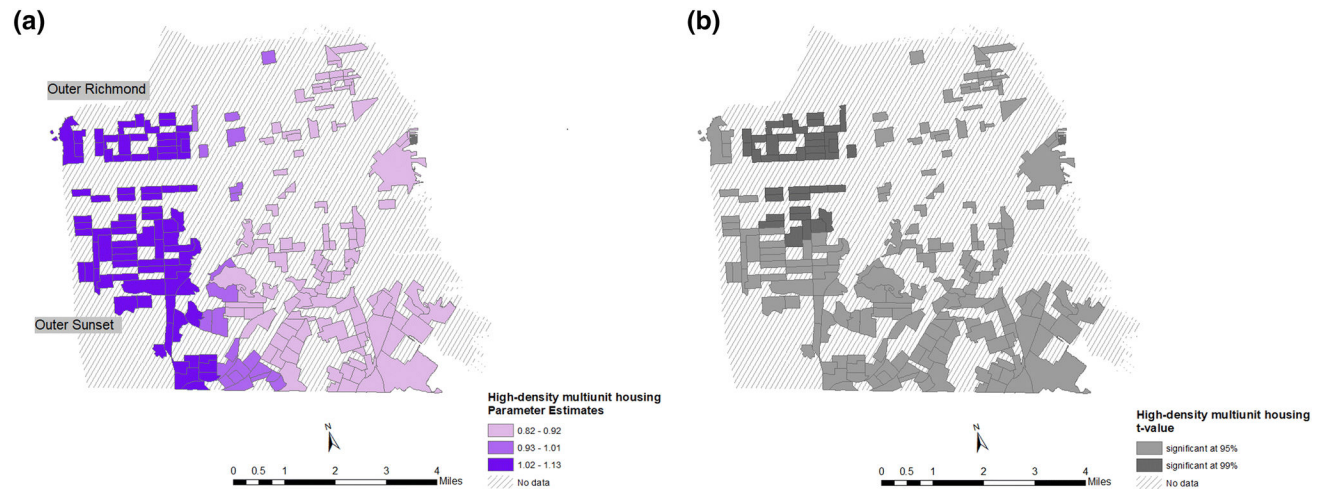 (a)
Outer Richmond
Outer Sunset
High-density multiunit housing
Parameter Estimates
0.82 - 0.92
0.93 - 1.01
1.02 - 1.13
No data
N
0 0.5 1 2 3 4
Miles
(b)
High-density multiunit housing
t-value
significant at 95%
significant at 99%
No data
N
0 0.5 1 2 3 4
Miles